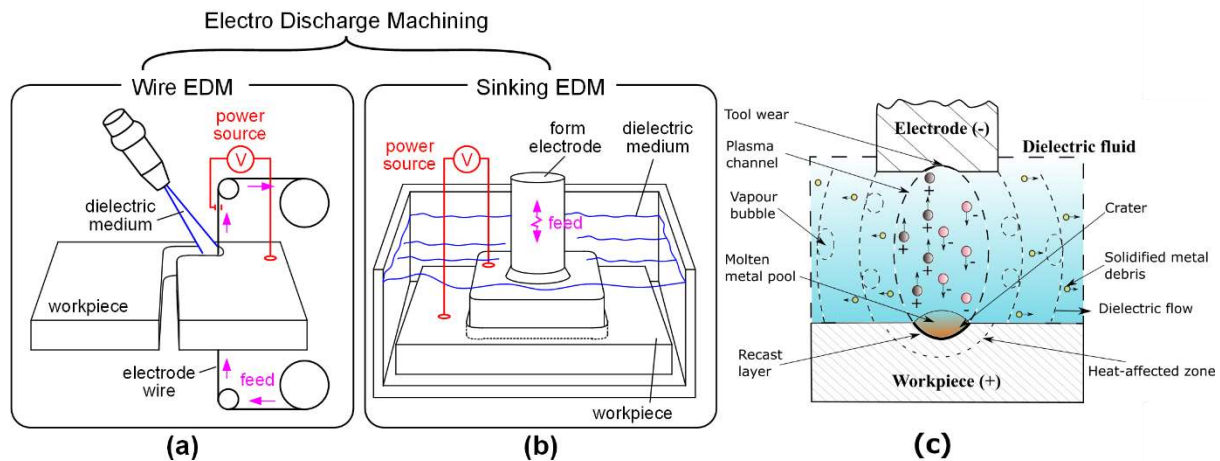 Electro Discharge Machining
Wire EDM
power
source
V
dielectric
medium
workpiece
electrode
wire
feed
(a)
Sinking EDM
form
electrode
dielectric
medium
power
source
V
feed
workpiece
(b)
Tool wear
Electrode (-)
Plasma
channel
Dielectric fluid
Vapour
bubble
Crater
Molten
metal pool
Solidified metal
debris
Dielectric flow
Recast
layer
Workpiece (+)
Heat-affected zone
+
+
+
+
+
-
-
-
-
-
(c)